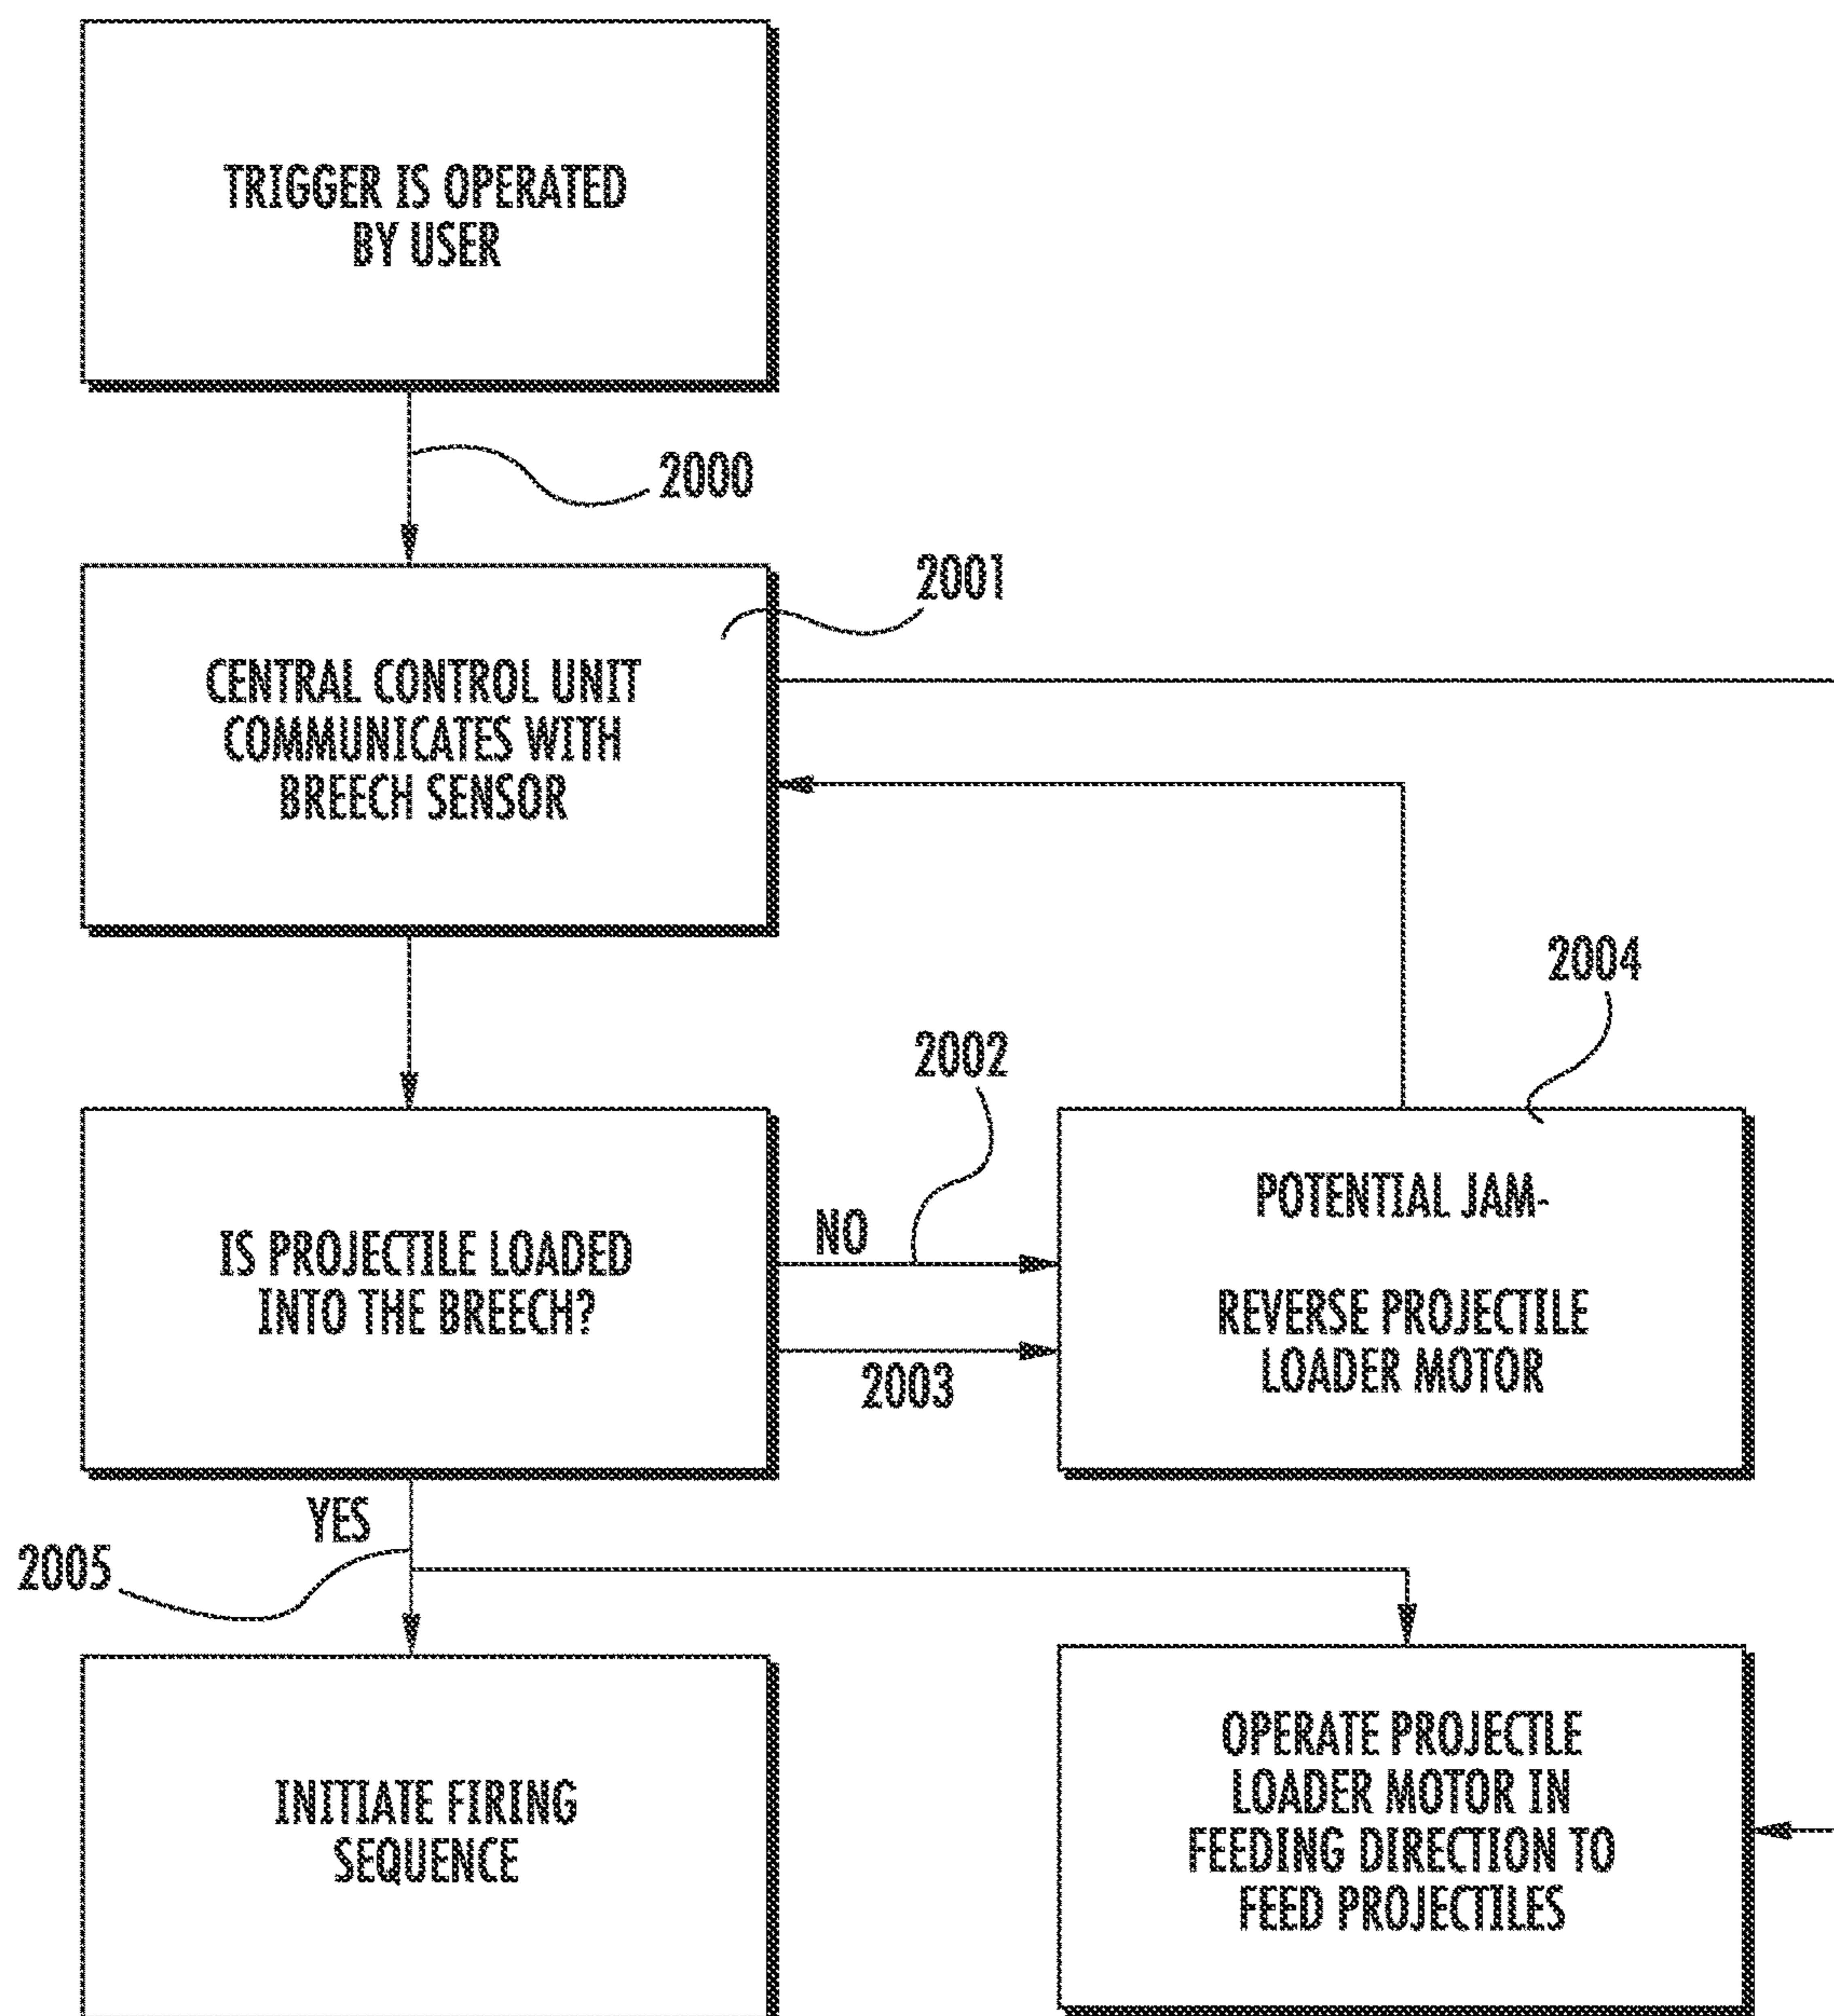 TRIGGER IS OPERATED
BY USER
2000
2001
CENTRAL CONTROL UNIT
COMMUNICATES WITH
BREECH SENSOR
2004
2002
IS PROJECTILE LOADED
INTO THE BREECH?
NO
2003
POTENTIAL JAM-
REVERSE PROJECTILE
LOADER MOTOR
YES
2005
INITIATE FIRING
SEQUENCE
OPERATE PROJECTLE
LOADER MOTOR IN
FEEDING DIRECTION TO
FEED PROJECTILES